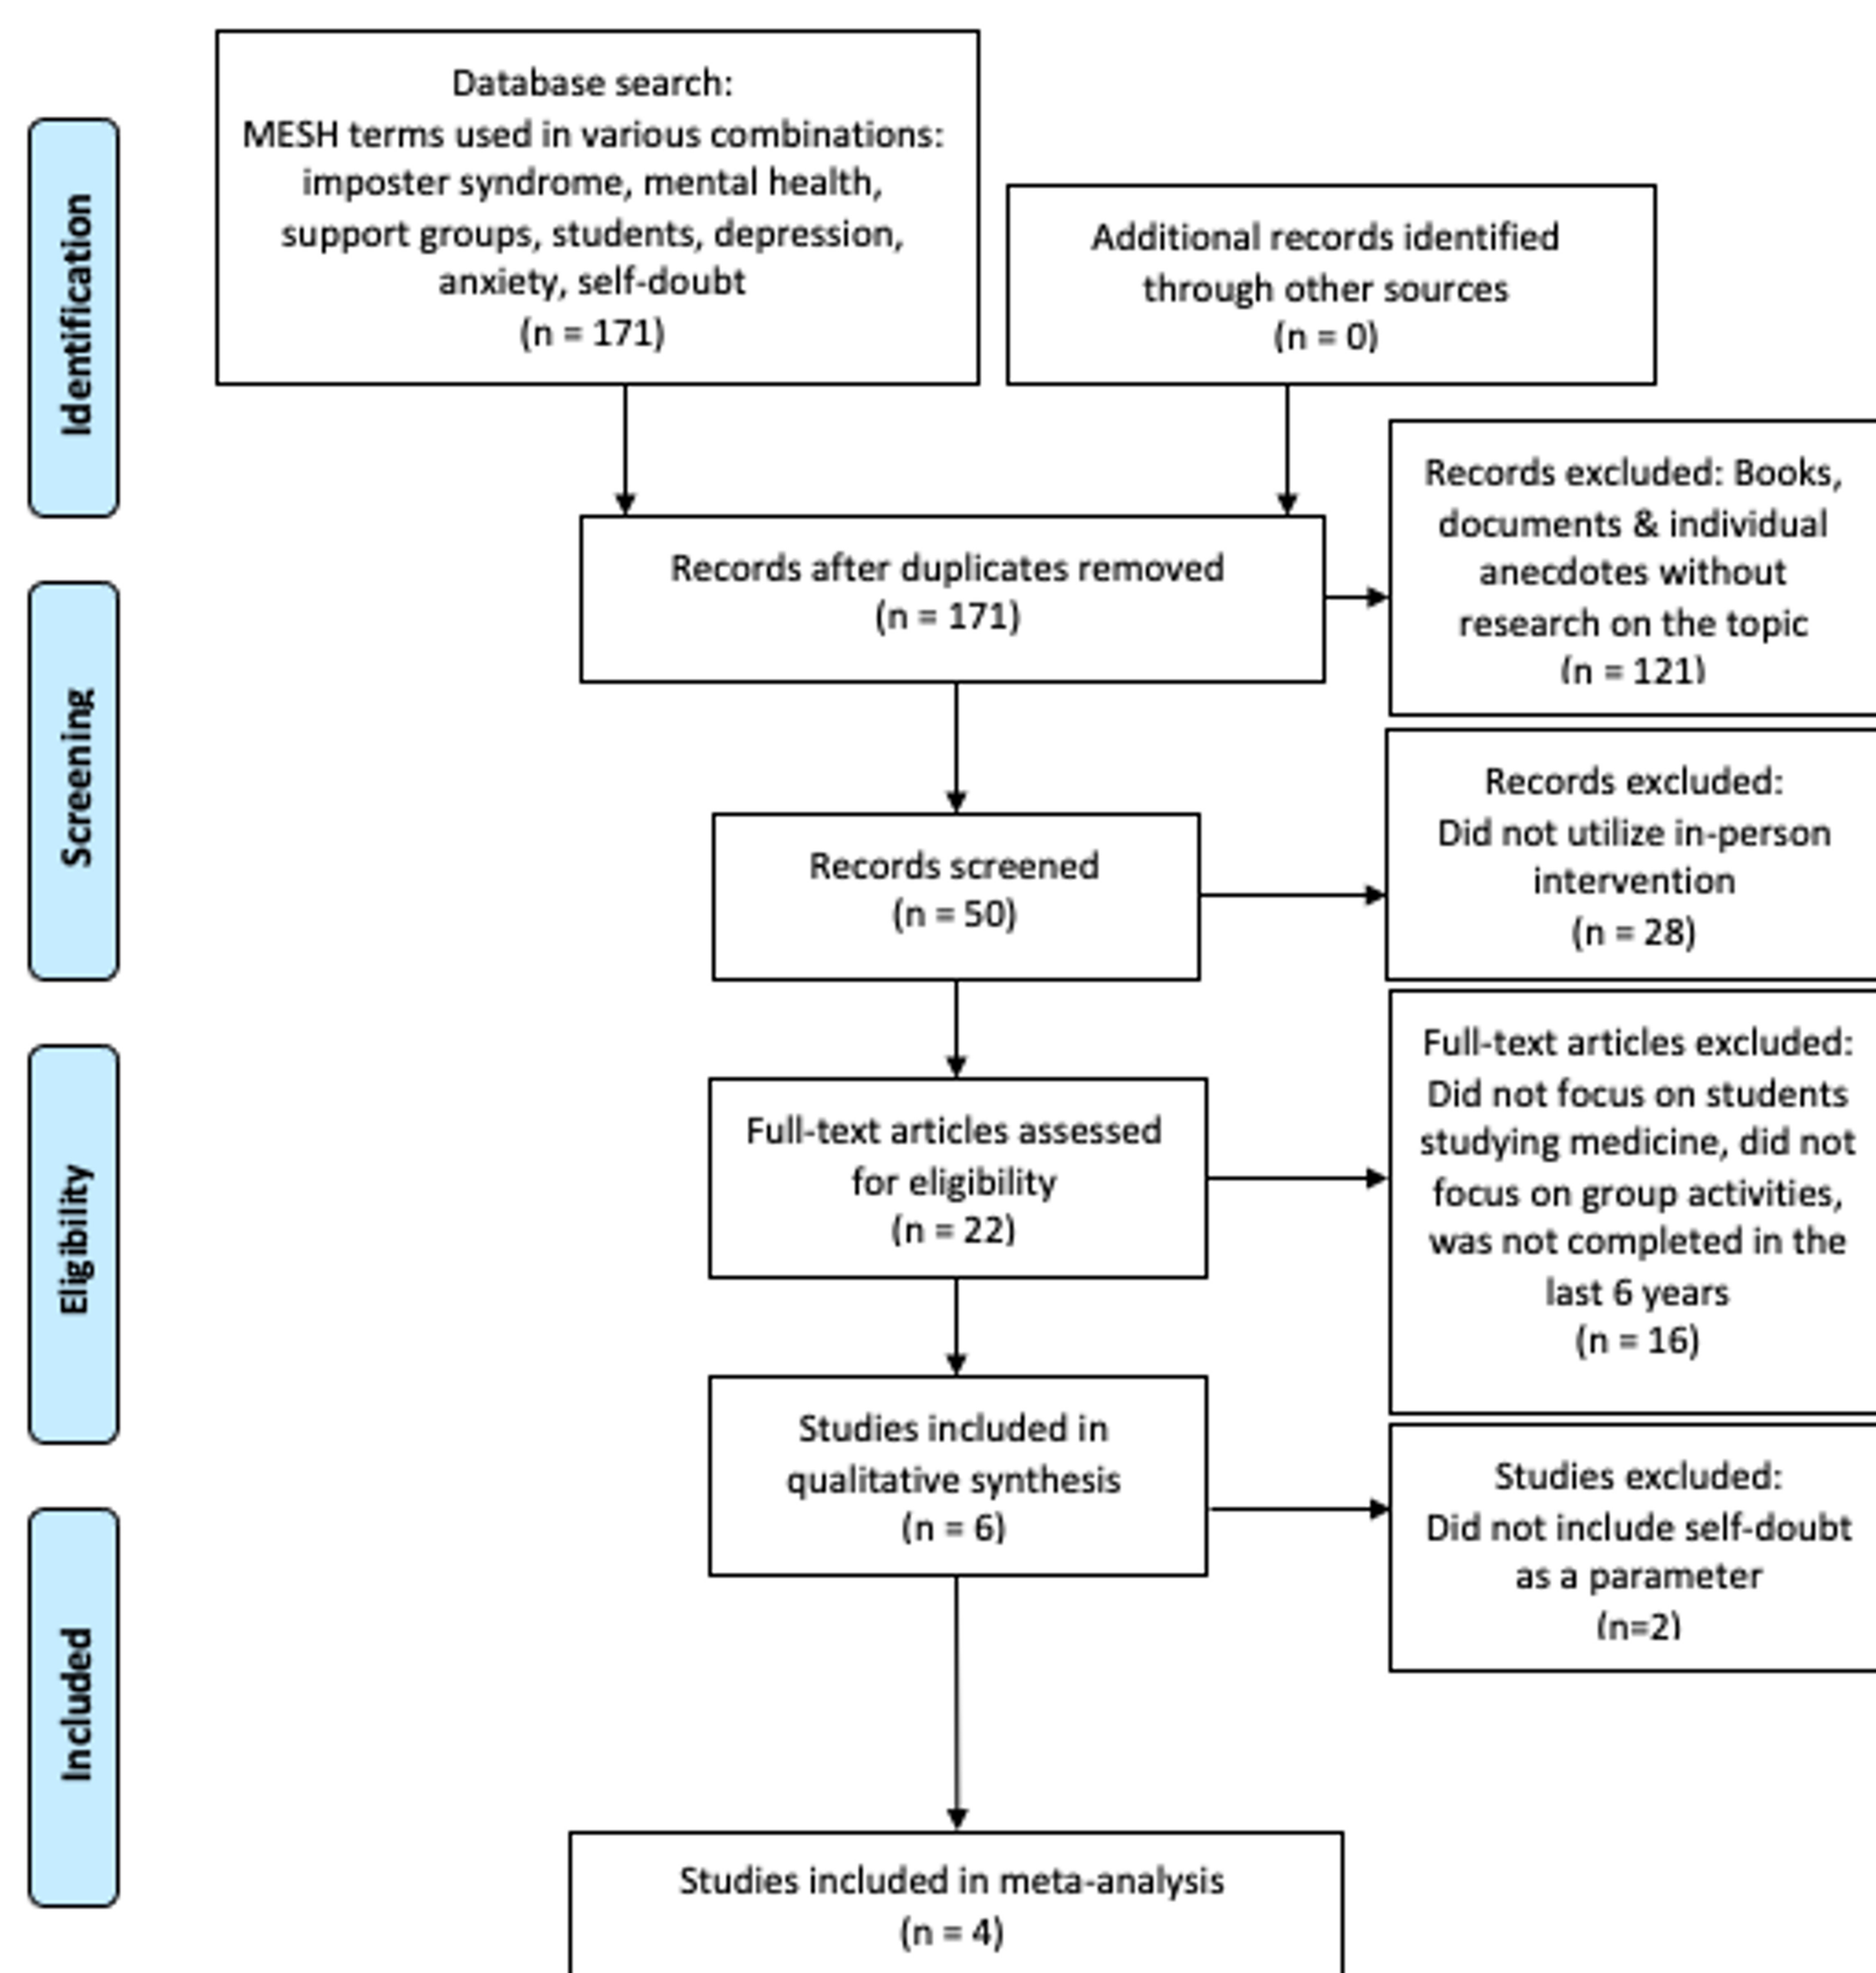 Identification
Database search:
MESH terms used in various combinations:
imposter syndrome, mental health,
support groups, students, depression,
anxiety, self-doubt
(n = 171)
Additional records identified
through other sources
(n = 0)
Records after duplicates removed
(n = 171)
Records excluded: Books,
documents & individual
anecdotes without
research on the topic
(n = 121)
Screening
Records screened
(n = 50)
Records excluded:
Did not utilize in-person
intervention
(n = 28)
Eligibility
Full-text articles assessed
for eligibility
(n = 22)
Full-text articles excluded:
Did not focus on students
studying medicine, did not
focus on group activities,
was not completed in the
last 6 years
(n = 16)
Studies included in
qualitative synthesis
(n = 6)
Studies excluded:
Did not include self-doubt
as a parameter
(n=2)
Included
Studies included in meta-analysis
(n = 4)